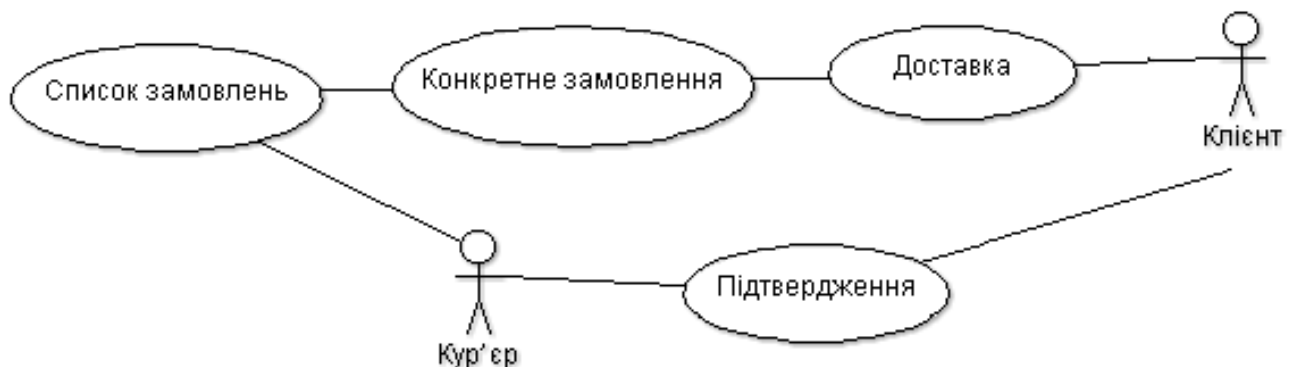 Список замовлень
Конкретне замовлення
Доставка
Клієнт
Підтвердження
Кур'єр